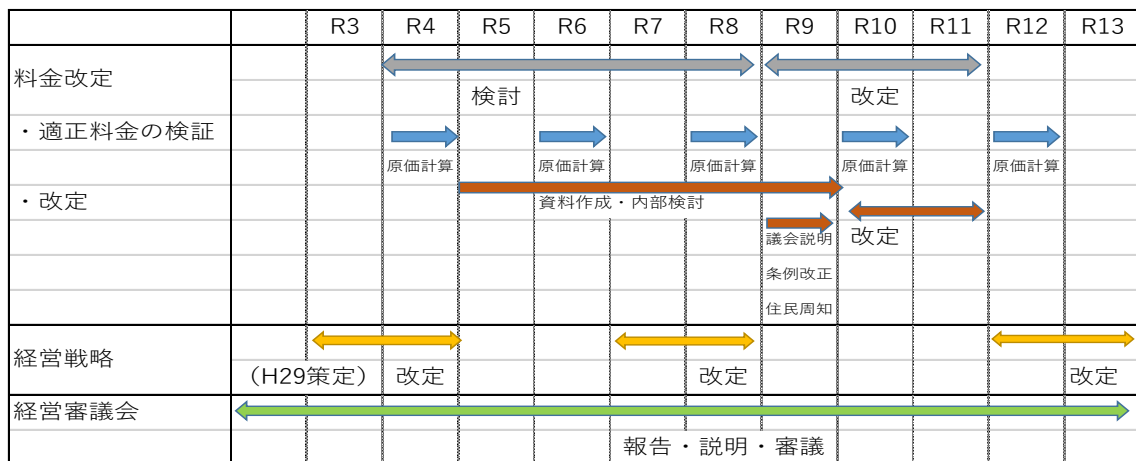 R3 R4 R5 R6 R7 R8 R9 R10 R11 R12 R13
料金改定
検討 改定
・適正料金の検証
原価計算 原価計算 原価計算 原価計算 原価計算
・改定
資料作成・内部検討
議会説明 改定
条例改正
住民周知
経営戦略
（H29策定） 改定 改定 改定
経営審議会
報告・説明・審議